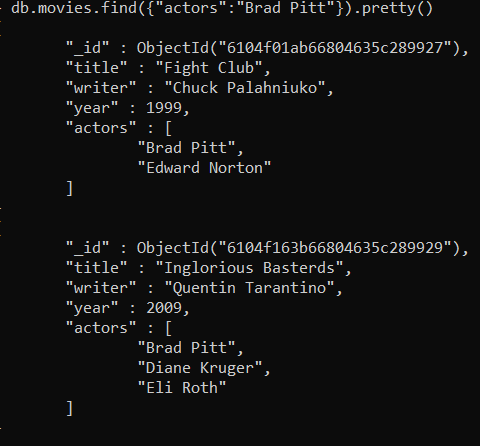 db.movies.find({"actors":"Brad Pitt"}).pretty()
"_id" : ObjectId("6104f01ab66804635c289927"),
"title" : "Fight Club",
"writer" : "Chuck Palahniuko",
"year" : 1999,
"actors" : [
"Brad Pitt",
"Edward Norton"
]
"_id" : ObjectId("6104f163b66804635c289929"),
"title" : "Inglorious Basterds",
"writer" : "Quentin Tarantino",
"year" : 2009,
"actors" : [
"Brad Pitt",
"Diane Kruger",
"Eli Roth"
]